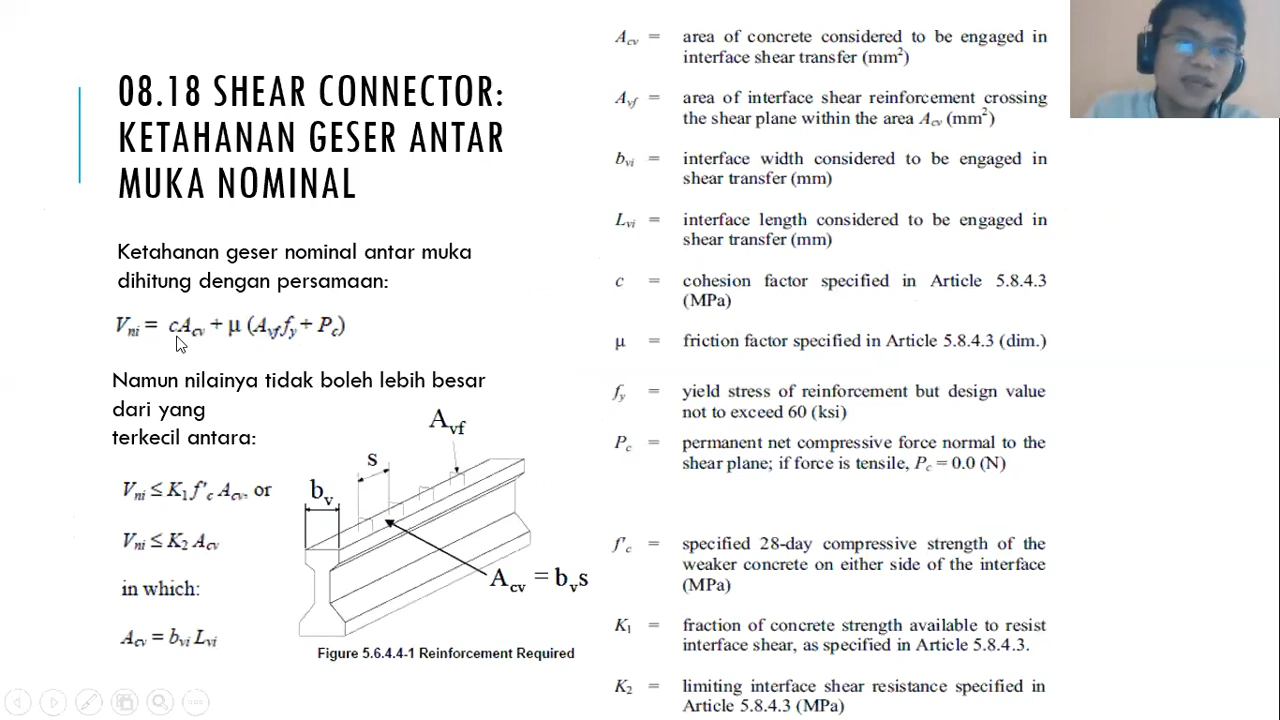 08.18 SHEAR CONNECTOR:
KETAHANAN GESER ANTAR
MUKA NOMINAL
Ketahanan geser nominal antar muka
dihitung dengan persamaan:
Vni = cAcv + μ (Avf fy + Pc)
Namun nilainya tidak boleh lebih besar
dari yang
terkecil antara:
Vni ≤ K1 f'c Acv, or
Vni ≤ K2 Acv
in which:
Acv = bvi Lvi
Avf
s
bv
Acv = bvs
Figure 5.6.4.4-1 Reinforcement Required
Acv = area of concrete considered to be engaged in
interface shear transfer (mm²)
Avf = area of interface shear reinforcement crossing
the shear plane within the area Acv (mm²)
bvi = interface width considered to be engaged in
shear transfer (mm)
Lvi = interface length considered to be engaged in
shear transfer (mm)
c = cohesion factor specified in Article 5.8.4.3
(MPa)
μ = friction factor specified in Article 5.8.4.3 (dim.)
fy = yield stress of reinforcement but design value
not to exceed 60 (ksi)
Pc = permanent net compressive force normal to the
shear plane; if force is tensile, Pc = 0.0 (N)
f'c = specified 28-day compressive strength of the
weaker concrete on either side of the interface
(MPa)
K1 = fraction of concrete strength available to resist
interface shear, as specified in Article 5.8.4.3.
K2 = limiting interface shear resistance specified in
Article 5.8.4.3 (MPa)